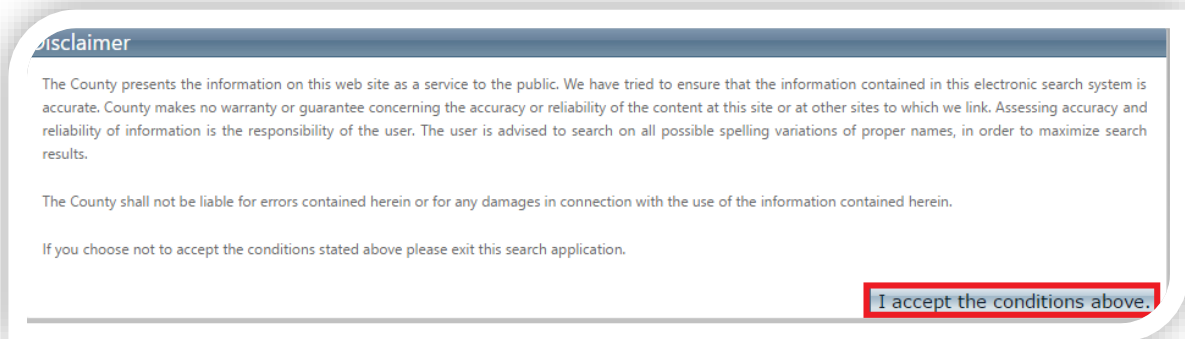 Disclaimer
The County presents the information on this web site as a service to the public. We have tried to ensure that the information contained in this electronic search system is
accurate. County makes no warranty or guarantee concerning the accuracy or reliability of the content at this site or at other sites to which we link. Assessing accuracy and
reliability of information is the responsibility of the user. The user is advised to search on all possible spelling variations of proper names, in order to maximize search
results.
The County shall not be liable for errors contained herein or for any damages in connection with the use of the information contained herein.
If you choose not to accept the conditions stated above please exit this search application.
I accept the conditions above.